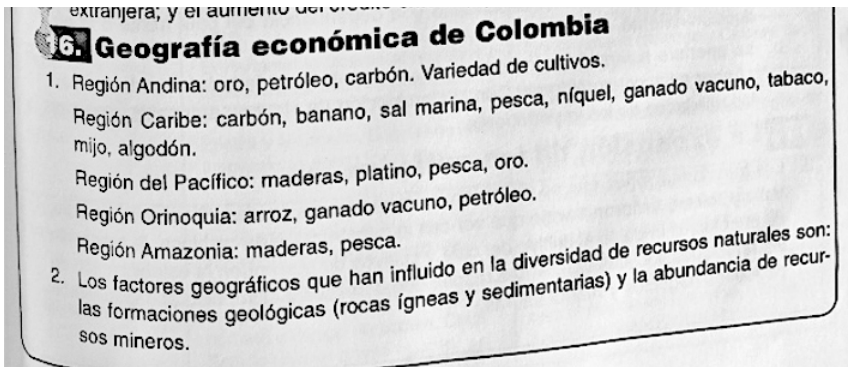 extranjera; y el aumento del
16. Geografía económica de Colombia
1. Región Andina: oro, petróleo, carbón. Variedad de cultivos.
Región Caribe: carbón, banano, sal marina, pesca, níquel, ganado vacuno, tabaco,
mijo, algodón.
Región del Pacífico: maderas, platino, pesca, oro.
Región Orinoquia: arroz, ganado vacuno, petróleo.
Región Amazonia: maderas, pesca.
2. Los factores geográficos que han influido en la diversidad de recursos naturales son:
las formaciones geológicas (rocas ígneas y sedimentarias) y la abundancia de recur-
sos mineros.